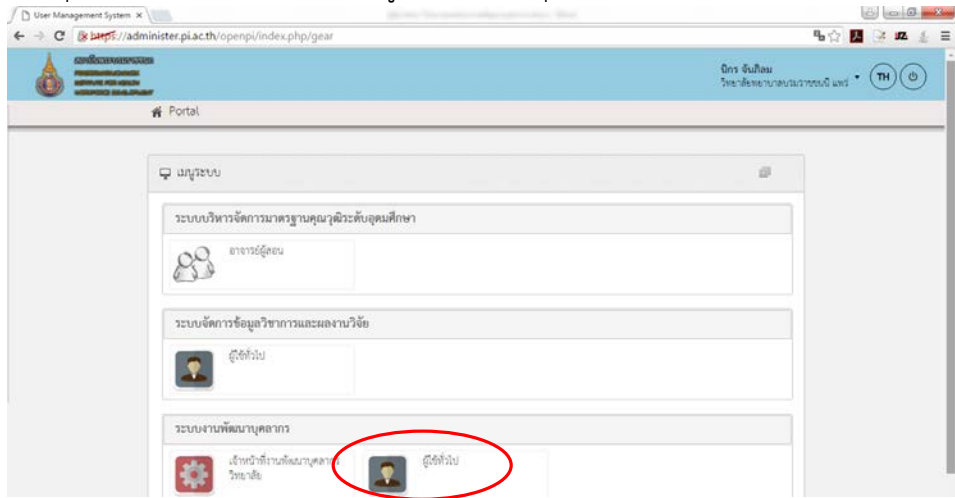 User Management System
https://administer.pi.ac.th/openpi/index.php/gear
นิกร จันภิลม
วิทยาลัยพยาบาลบรมราชชนนี แพร่
TH
Portal
เมนูระบบ
ระบบบริหารจัดการมาตรฐานคุณวุฒิระดับอุดมศึกษา
อาจารย์ผู้สอน
ระบบจัดการข้อมูลวิชาการและผลงานวิจัย
ผู้ใช้ทั่วไป
ระบบงานพัฒนาบุคลากร
เจ้าหน้าที่งานพัฒนาบุคลากร
วิทยาลัย
ผู้ใช้ทั่วไป